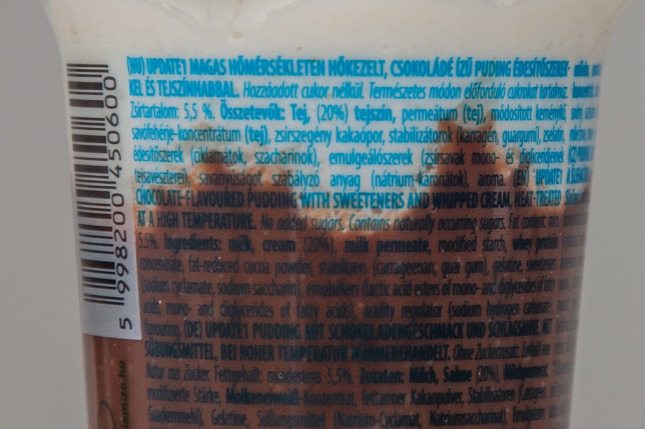 (HU) UPDATE1 MAGAS HŐMÉRSÉKLETEN HŐKEZELT, CSOKOLÁDÉ ÍZŰ PUDING ÉDESÍTŐSZEREK-
KEL ÉS TEJSZÍNHABBAL. Hozzáadott cukor nélkül. Természetes módon előforduló cukrokat tartalmaz.
Zsírtartalom: 5,5 %. Összetevők: Tej, (20%) tejszín, permeátum (tej), módosított keményítő,
savófehérje-koncentrátum (tej), zsírszegény kakaópor, stabilizátorok (karragén, guargumi), zselatin,
édesítőszerek (ciklamátok, szacharinok), emulgeálószerek (zsírsavak mono- és digliceridjeinek
tejsavészterei), savanyúságot szabályzó anyag (nátrium-karonátok), aroma. (EN) UPDATE1
CHOCOLATE-FLAVOURED PUDDING WITH SWEETENERS AND WHIPPED CREAM, HEAT-TREATED
AT A HIGH TEMPERATURE. No added sugars. Contains naturally occurring sugars. Fat content
5.5%. Ingredients: milk, cream (20%), milk permeate, modified starch, whey protein
concentrate, fat-reduced cocoa powder, stabilizers (carrageenan, guar gum), gelatine, sweeteners
(sodium cyclamate, sodium saccharin), emulsifiers (lactic acid esters of mono- and diglycerides of fatty
acids, mono- and diglycerides of fatty acids), acidity regulator (sodium hydrogen carbonate),
flavouring. (DE) UPDATE1 PUDDING MIT SCHOKOLADENGESCHMACK UND SCHLAGSAHNE, MIT
SÜßUNGSMITTEL, BEI HOHER TEMPERATUR WÄRMEBEHANDELT. Ohne Zuckerzusatz. Enthält von
Natur aus Zucker. Fettgehalt: mindestens 5,5%. Zutaten: Milch, Sahne (20%), Milchpermeat,
modifizierte Stärke, Molkeneiweiß-Konzentrat, fettarmer Kakaopulver, Stabilisatoren
Guarkernmehl), Gelatine, Süßungsmittel (Natrium-Cyclamat, Natriumsaccharinat), Emulgatoren
5 998200 450600